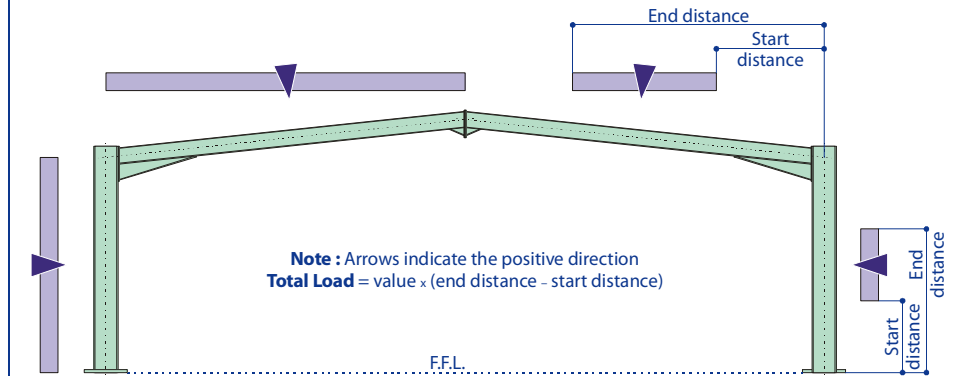 End distance
Start
distance
Note : Arrows indicate the positive direction
Total Load = value x (end distance - start distance)
End
distance
Start
distance
F.F.L.